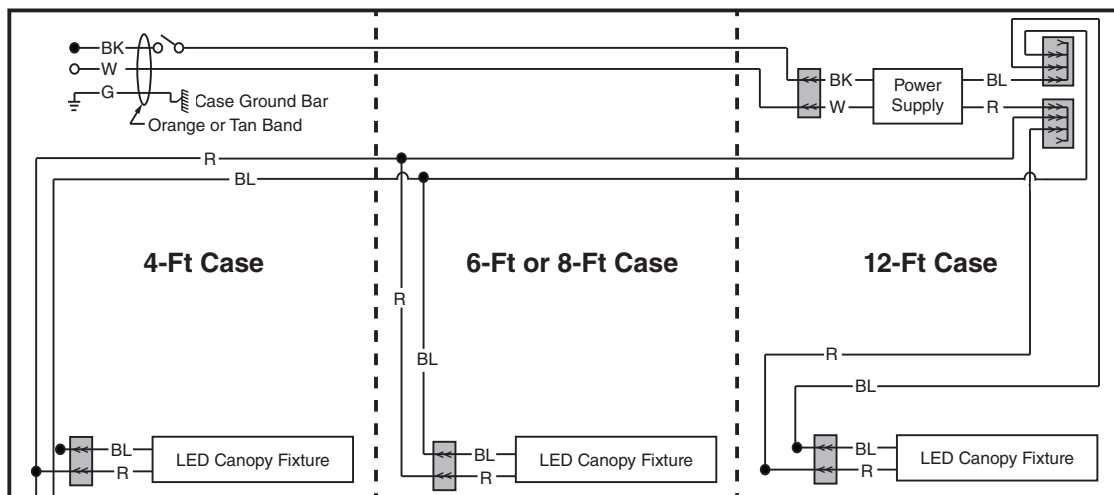 BK
W
G
Case Ground Bar
Orange or Tan Band
BK
W
Power
Supply
BL
R
R
BL
4-Ft Case
6-Ft or 8-Ft Case
12-Ft Case
R
BL
R
BL
BL
R
LED Canopy Fixture
BL
R
LED Canopy Fixture
BL
R
LED Canopy Fixture